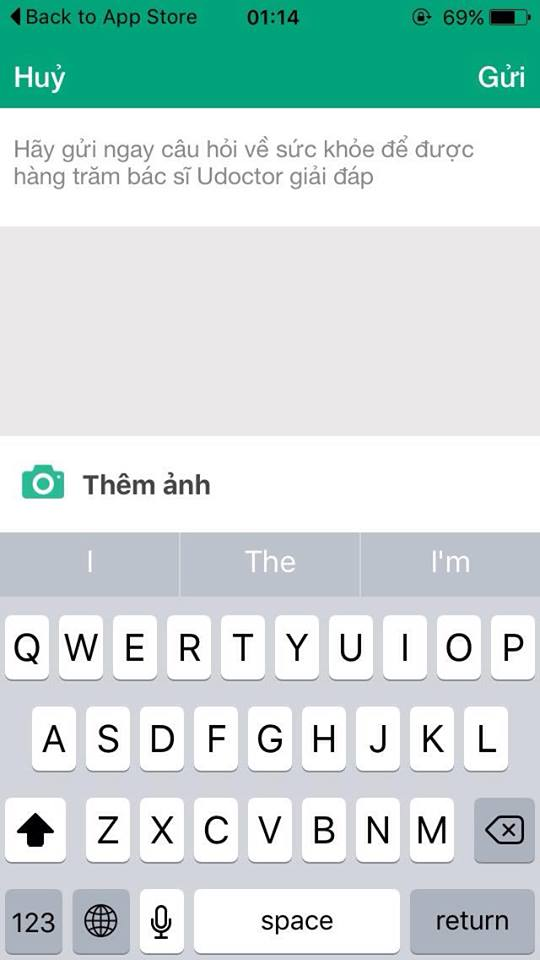 Back to App Store 01:14 69%
Huỷ Gửi
Hãy gửi ngay câu hỏi về sức khỏe để được
hàng trăm bác sĩ Udoctor giải đáp
Thêm ảnh
I The I'm
Q W E R T Y U I O P
A S D F G H J K L
Z X C V B N M
123 space return